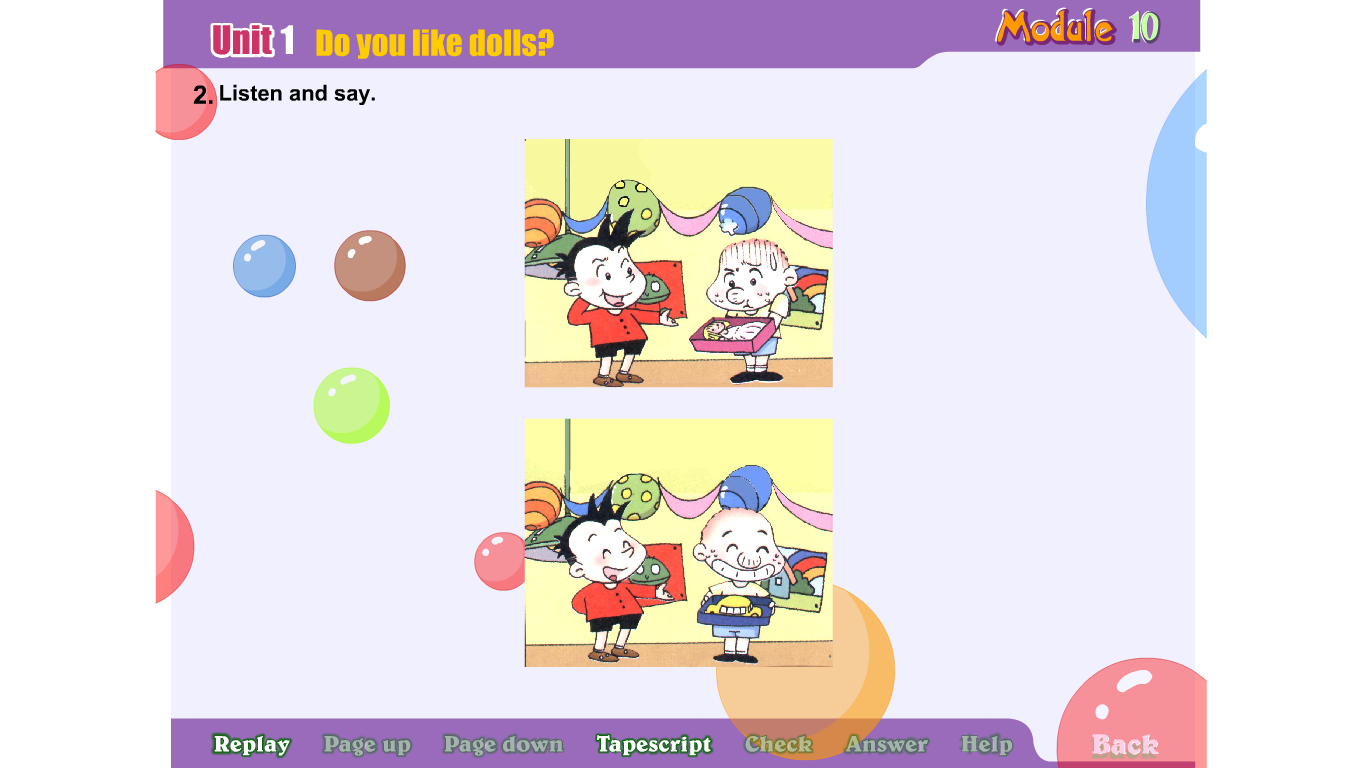 Unit 1 Do you like dolls?
Module 10
2. Listen and say.
Replay Page up Page down Tapescript Check Answer Help Back